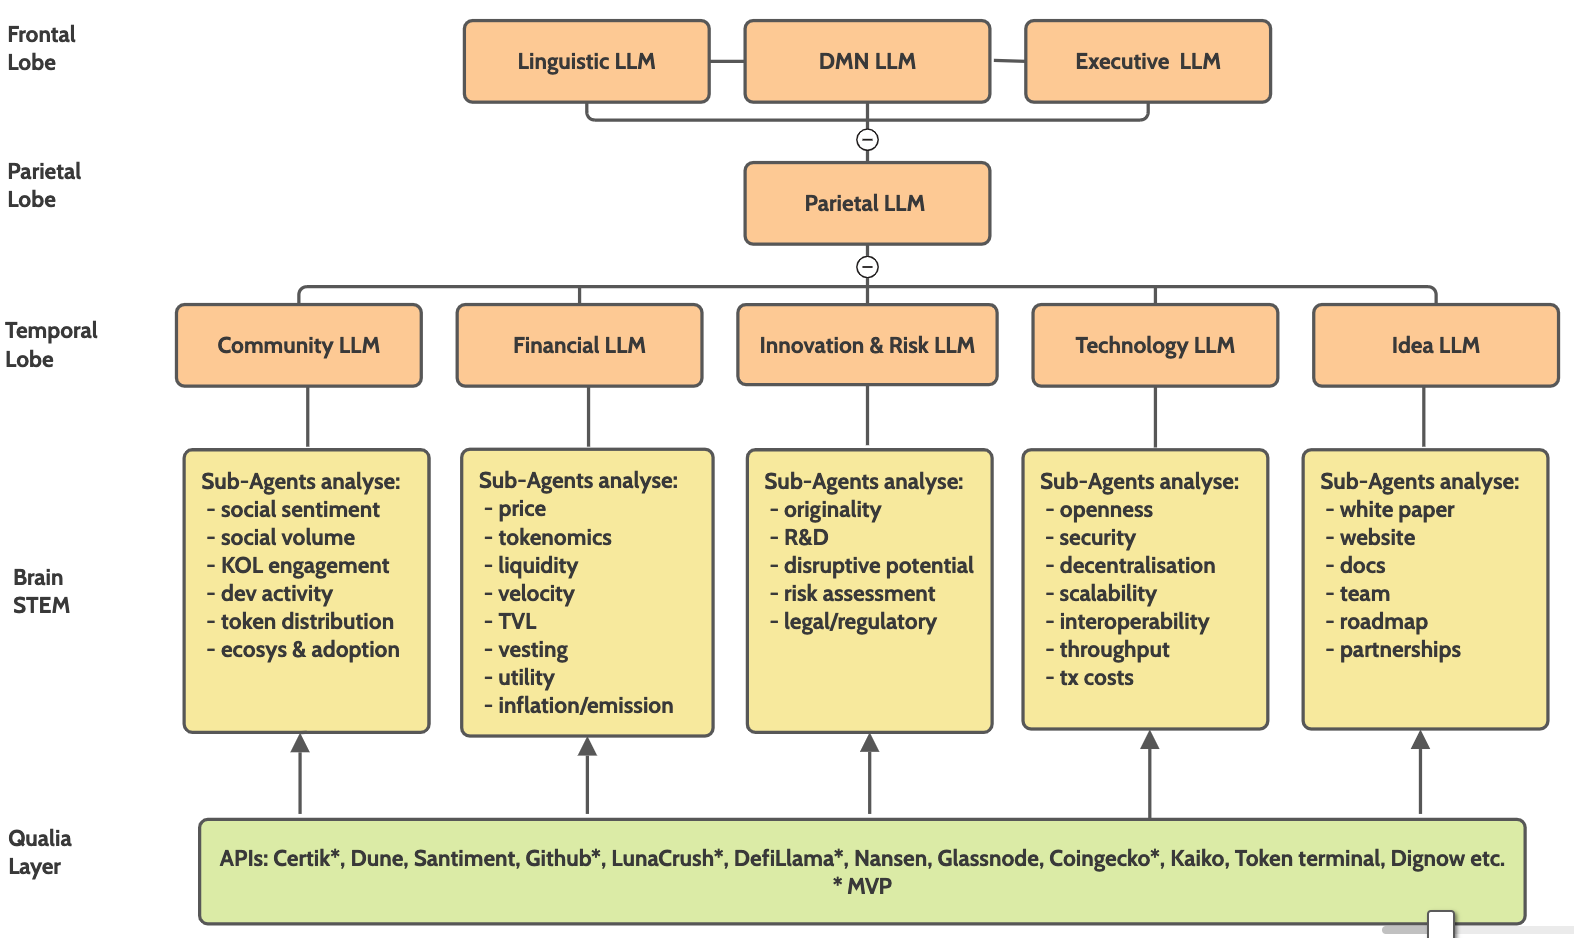 Frontal
Lobe
Linguistic LLM
DMN LLM
Executive LLM
Parietal
Lobe
Parietal LLM
Temporal
Lobe
Community LLM
Financial LLM
Innovation & Risk LLM
Technology LLM
Idea LLM
Brain
STEM
Sub-Agents analyse:
- social sentiment
- social volume
- KOL engagement
- dev activity
- token distribution
- ecosys & adoption
Sub-Agents analyse:
- price
- tokenomics
- liquidity
- velocity
- TVL
- vesting
- utility
- inflation/emission
Sub-Agents analyse:
- originality
- R&D
- disruptive potential
- risk assessment
- legal/regulatory
Sub-Agents analyse:
- openness
- security
- decentralisation
- scalability
- interoperability
- throughput
- tx costs
Sub-Agents analyse:
- white paper
- website
- docs
- team
- roadmap
- partnerships
Qualia
Layer
APIs: Certik*, Dune, Santiment, Github*, LunaCrush*, DefiLlama*, Nansen, Glassnode, Coingecko*, Kaiko, Token terminal, Dignow etc.
* MVP